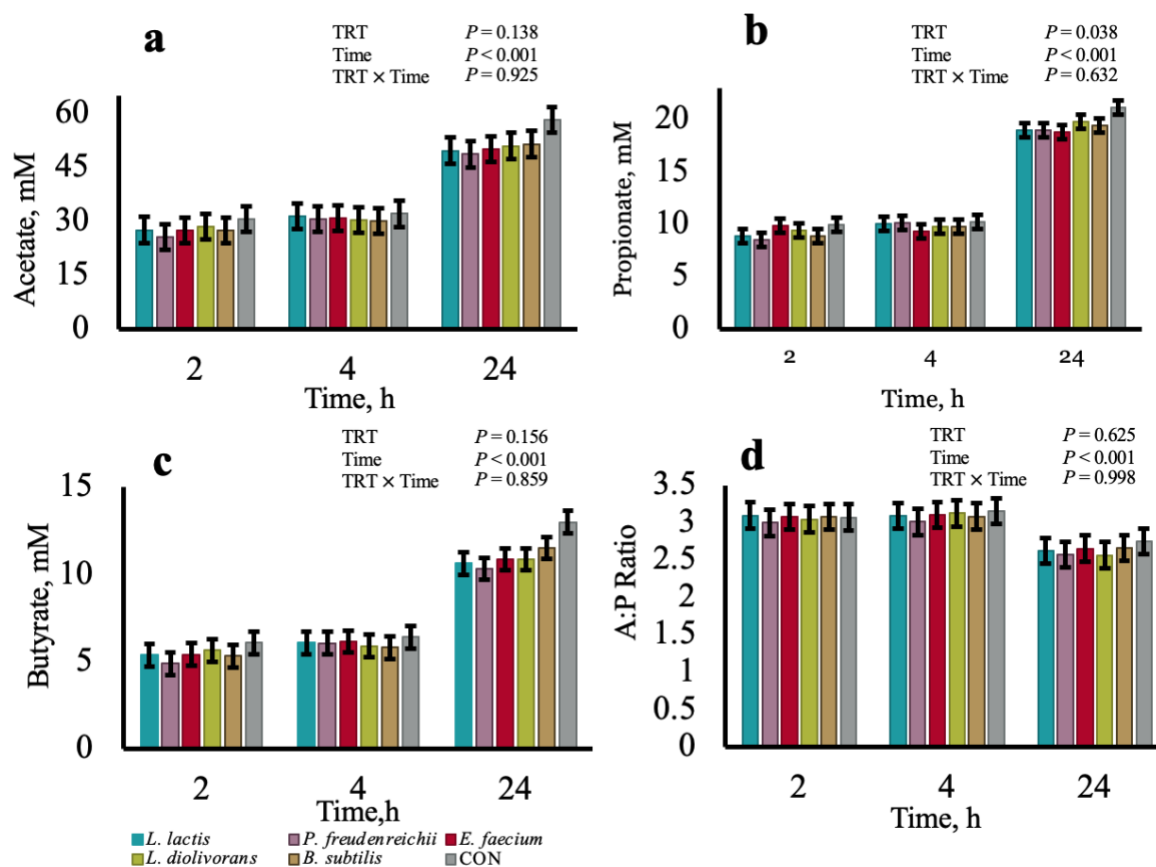 a
TRT P = 0.138
Time P < 0.001
TRT × Time P = 0.925
Acetate, mM
60
45
30
15
0
2 4 24
Time, h
b
TRT P = 0.038
Time P < 0.001
TRT × Time P = 0.632
Propionate, mM
20
15
10
5
0
2 4 24
Time, h
c
TRT P = 0.156
Time P < 0.001
TRT × Time P = 0.859
Butyrate, mM
15
10
5
0
2 4 24
Time,h
d
TRT P = 0.625
Time P < 0.001
TRT × Time P = 0.998
A:P Ratio
3.5
3
2.5
2
1.5
1
0.5
0
2 4 24
L. lactis P. freudenreichii E. faecium
L. diolivorans B. subtilis CON